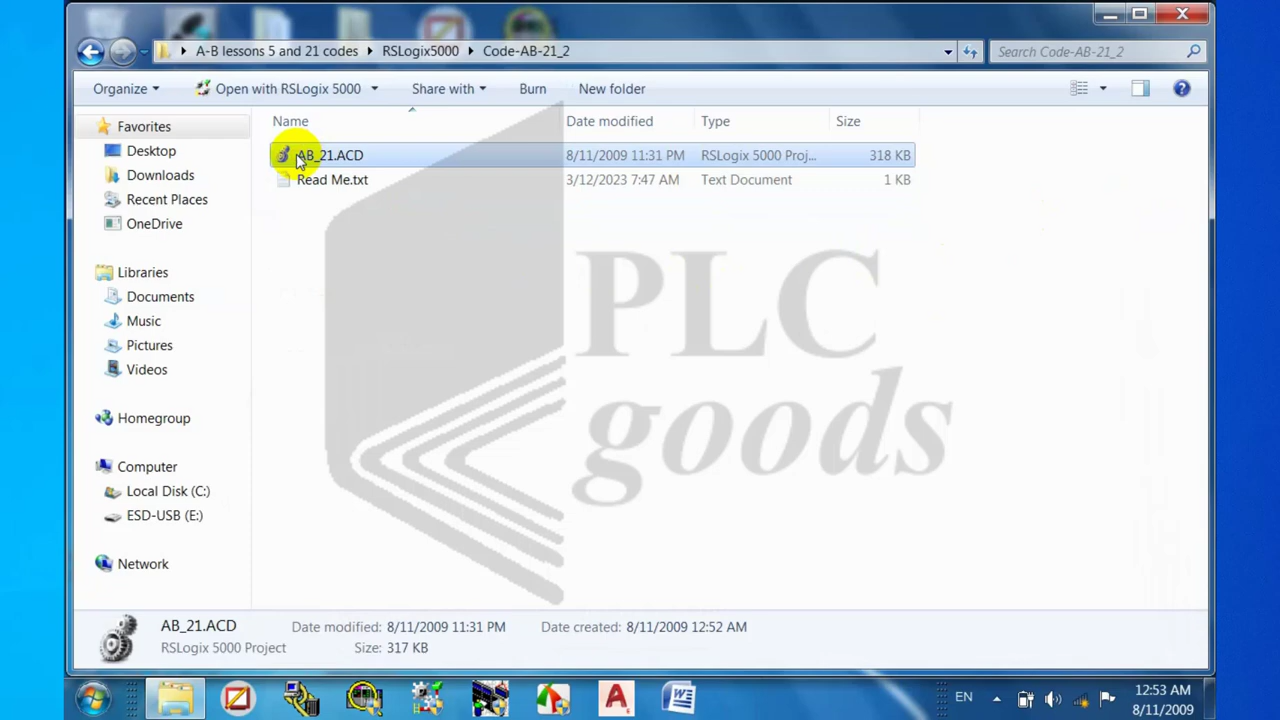 A-B lessons 5 and 21 codes RSLogix5000 Code-AB-21_2
Search Code-AB-21_2
Organize Open with RSLogix 5000 Share with Burn New folder
Name Date modified Type Size
Favorites
Desktop
Downloads
Recent Places
OneDrive
Libraries
Documents
Music
Pictures
Videos
Homegroup
Computer
Local Disk (C:)
ESD-USB (E:)
Network
AB_21.ACD 8/11/2009 11:31 PM RSLogix 5000 Proj... 318 KB
Read Me.txt 3/12/2023 7:47 AM Text Document 1 KB
PLC
goods
AB_21.ACD Date modified: 8/11/2009 11:31 PM Date created: 8/11/2009 12:52 AM
RSLogix 5000 Project Size: 317 KB
EN
12:53 AM
8/11/2009